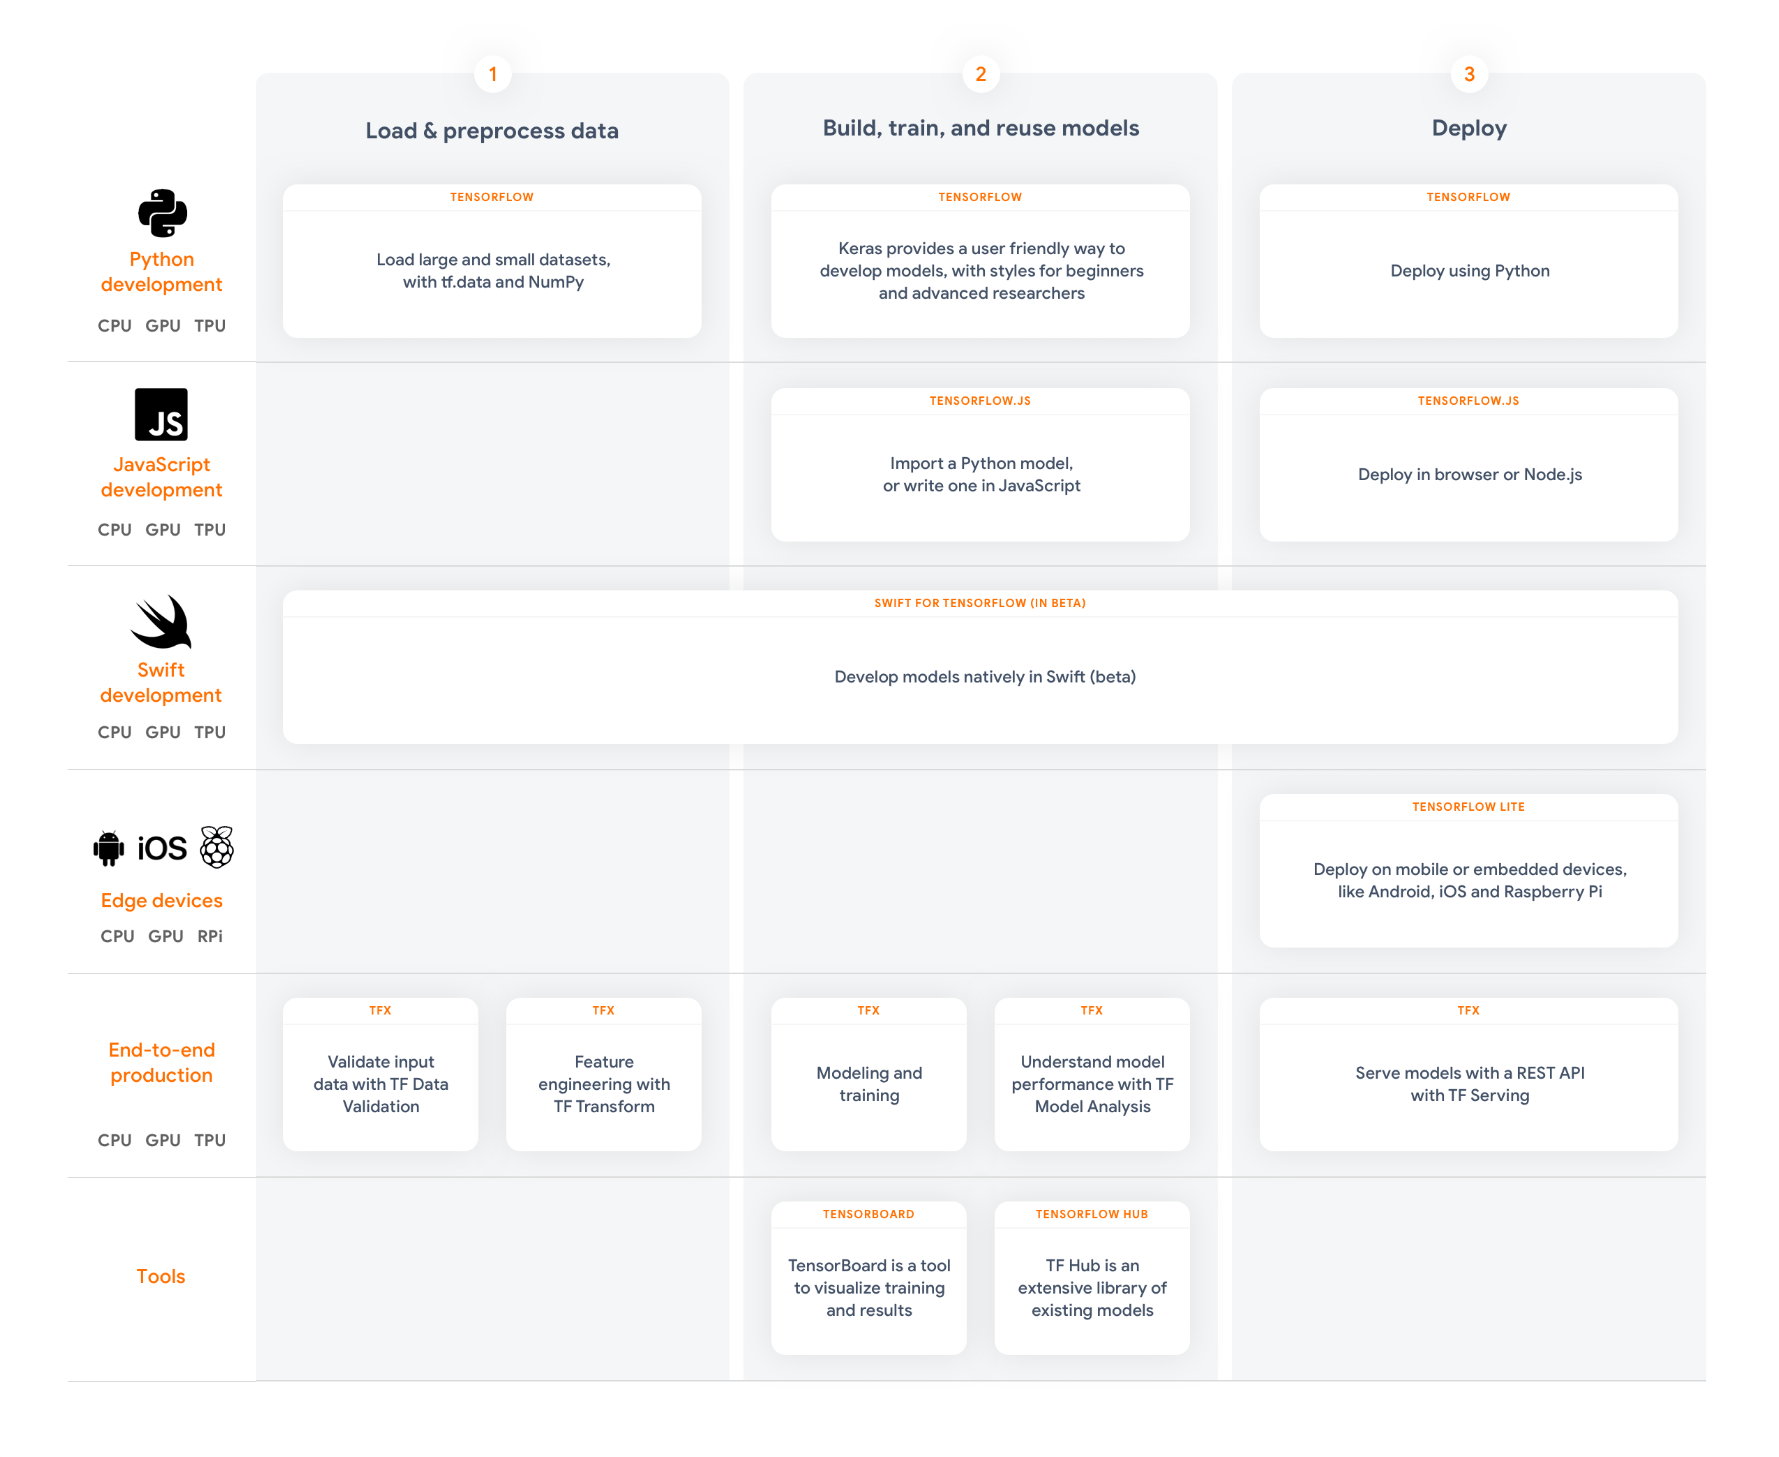 1
2
3
Load & preprocess data
Build, train, and reuse models
Deploy
Python
development
CPU GPU TPU
TENSORFLOW
Load large and small datasets,
with tf.data and NumPy
TENSORFLOW
Keras provides a user friendly way to
develop models, with styles for beginners
and advanced researchers
TENSORFLOW
Deploy using Python
JS
JavaScript
development
CPU GPU TPU
TENSORFLOW.JS
Import a Python model,
or write one in JavaScript
TENSORFLOW.JS
Deploy in browser or Node.js
Swift
development
CPU GPU TPU
SWIFT FOR TENSORFLOW (IN BETA)
Develop models natively in Swift (beta)
iOS
Edge devices
CPU GPU RPi
TENSORFLOW LITE
Deploy on mobile or embedded devices,
like Android, iOS and Raspberry Pi
End-to-end
production
CPU GPU TPU
TFX
Validate input
data with TF Data
Validation
TFX
Feature
engineering with
TF Transform
TFX
Modeling and
training
TFX
Understand model
performance with TF
Model Analysis
TFX
Serve models with a REST API
with TF Serving
Tools
TENSORBOARD
TensorBoard is a tool
to visualize training
and results
TENSORFLOW HUB
TF Hub is an
extensive library of
existing models